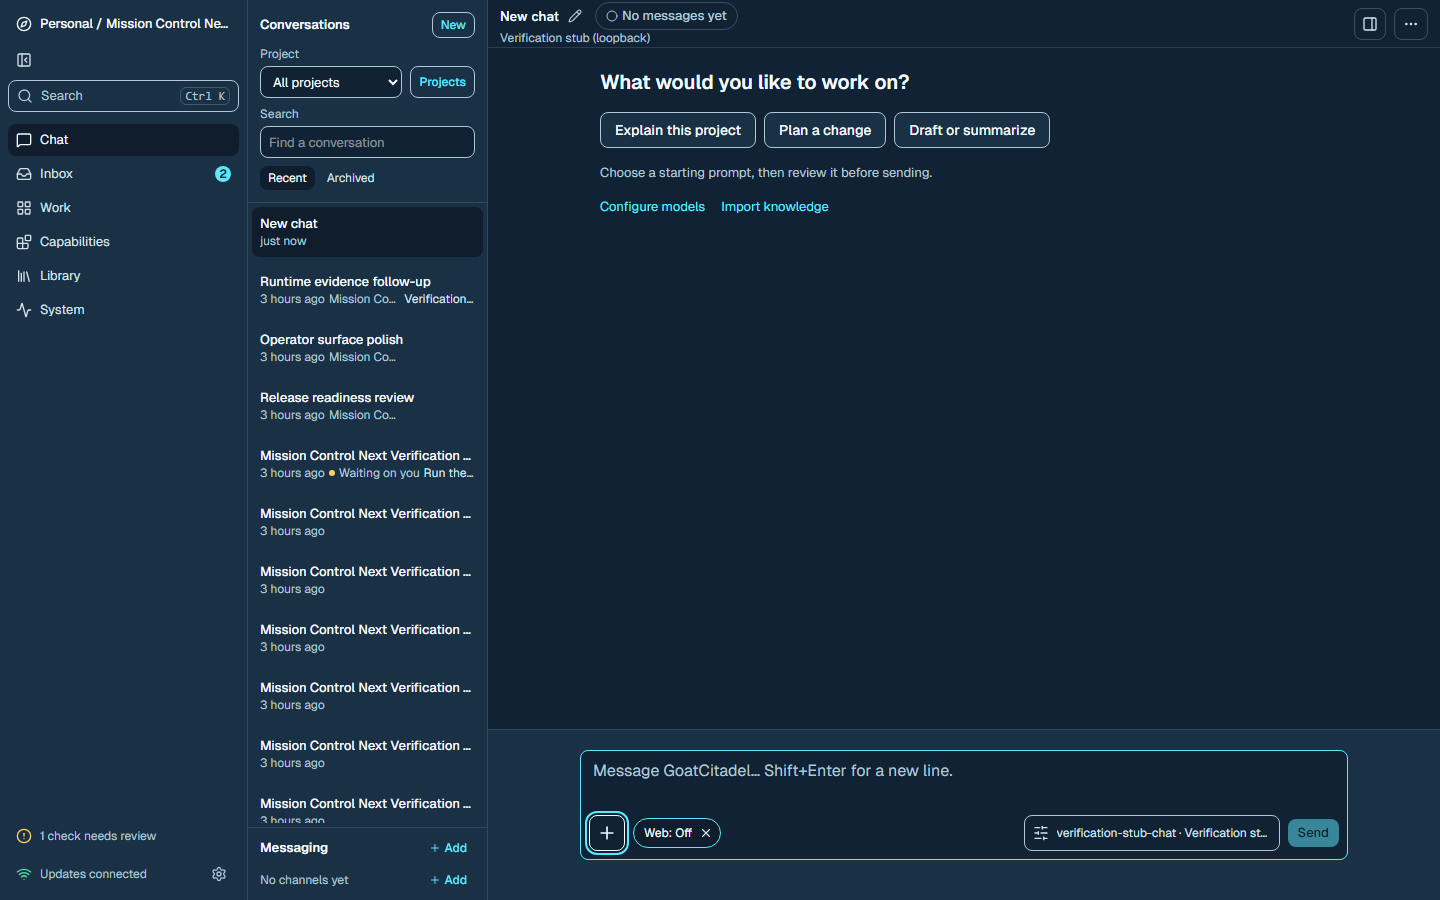 Personal / Mission Control Ne...
Search
Ctrl K
Chat
Inbox
2
Work
Capabilities
Library
System
1 check needs review
Updates connected
Conversations
New
Project
All projects
Projects
Search
Find a conversation
Recent
Archived
New chat
just now
Runtime evidence follow-up
3 hours ago Mission Co... Verification...
Operator surface polish
3 hours ago Mission Co...
Release readiness review
3 hours ago Mission Co...
Mission Control Next Verification ...
3 hours ago Waiting on you Run the...
Mission Control Next Verification ...
3 hours ago
Mission Control Next Verification ...
3 hours ago
Mission Control Next Verification ...
3 hours ago
Mission Control Next Verification ...
3 hours ago
Mission Control Next Verification ...
3 hours ago
Mission Control Next Verification ...
3 hours ago
Messaging
+ Add
No channels yet
+ Add
New chat
No messages yet
Verification stub (loopback)
What would you like to work on?
Explain this project
Plan a change
Draft or summarize
Choose a starting prompt, then review it before sending.
Configure models
Import knowledge
Message GoatCitadel... Shift+Enter for a new line.
Web: Off
verification-stub-chat · Verification st...
Send